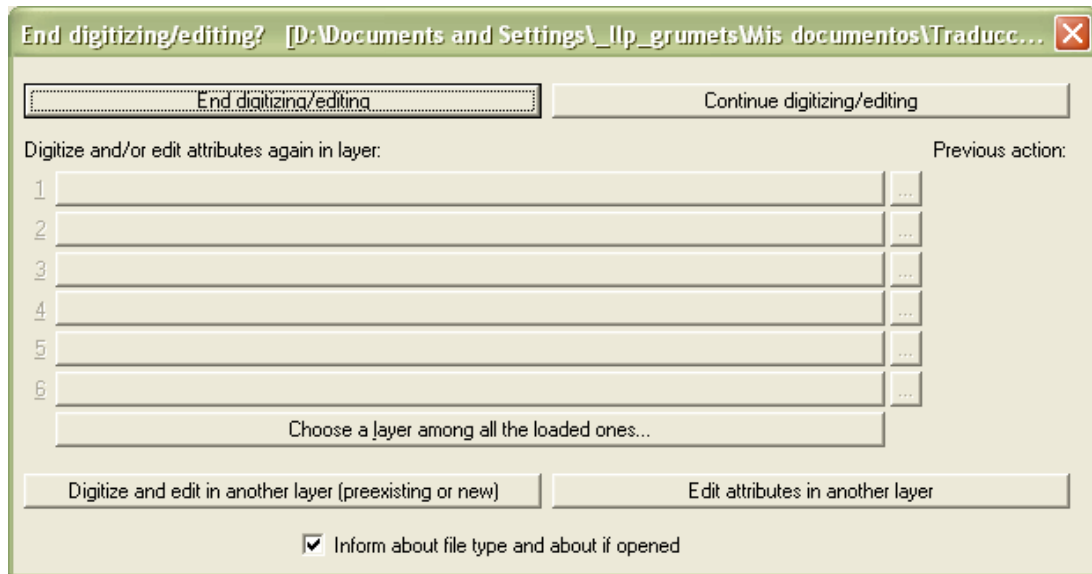 End digitizing/editing? [D:\Documents and Settings\_llp_grumets\Mis documentos\Traducc...
End digitizing/editing Continue digitizing/editing
Digitize and/or edit attributes again in layer: Previous action:
1 ...
2 ...
3 ...
4 ...
5 ...
6 ...
Choose a layer among all the loaded ones...
Digitize and edit in another layer (preexisting or new) Edit attributes in another layer
Inform about file type and about if opened